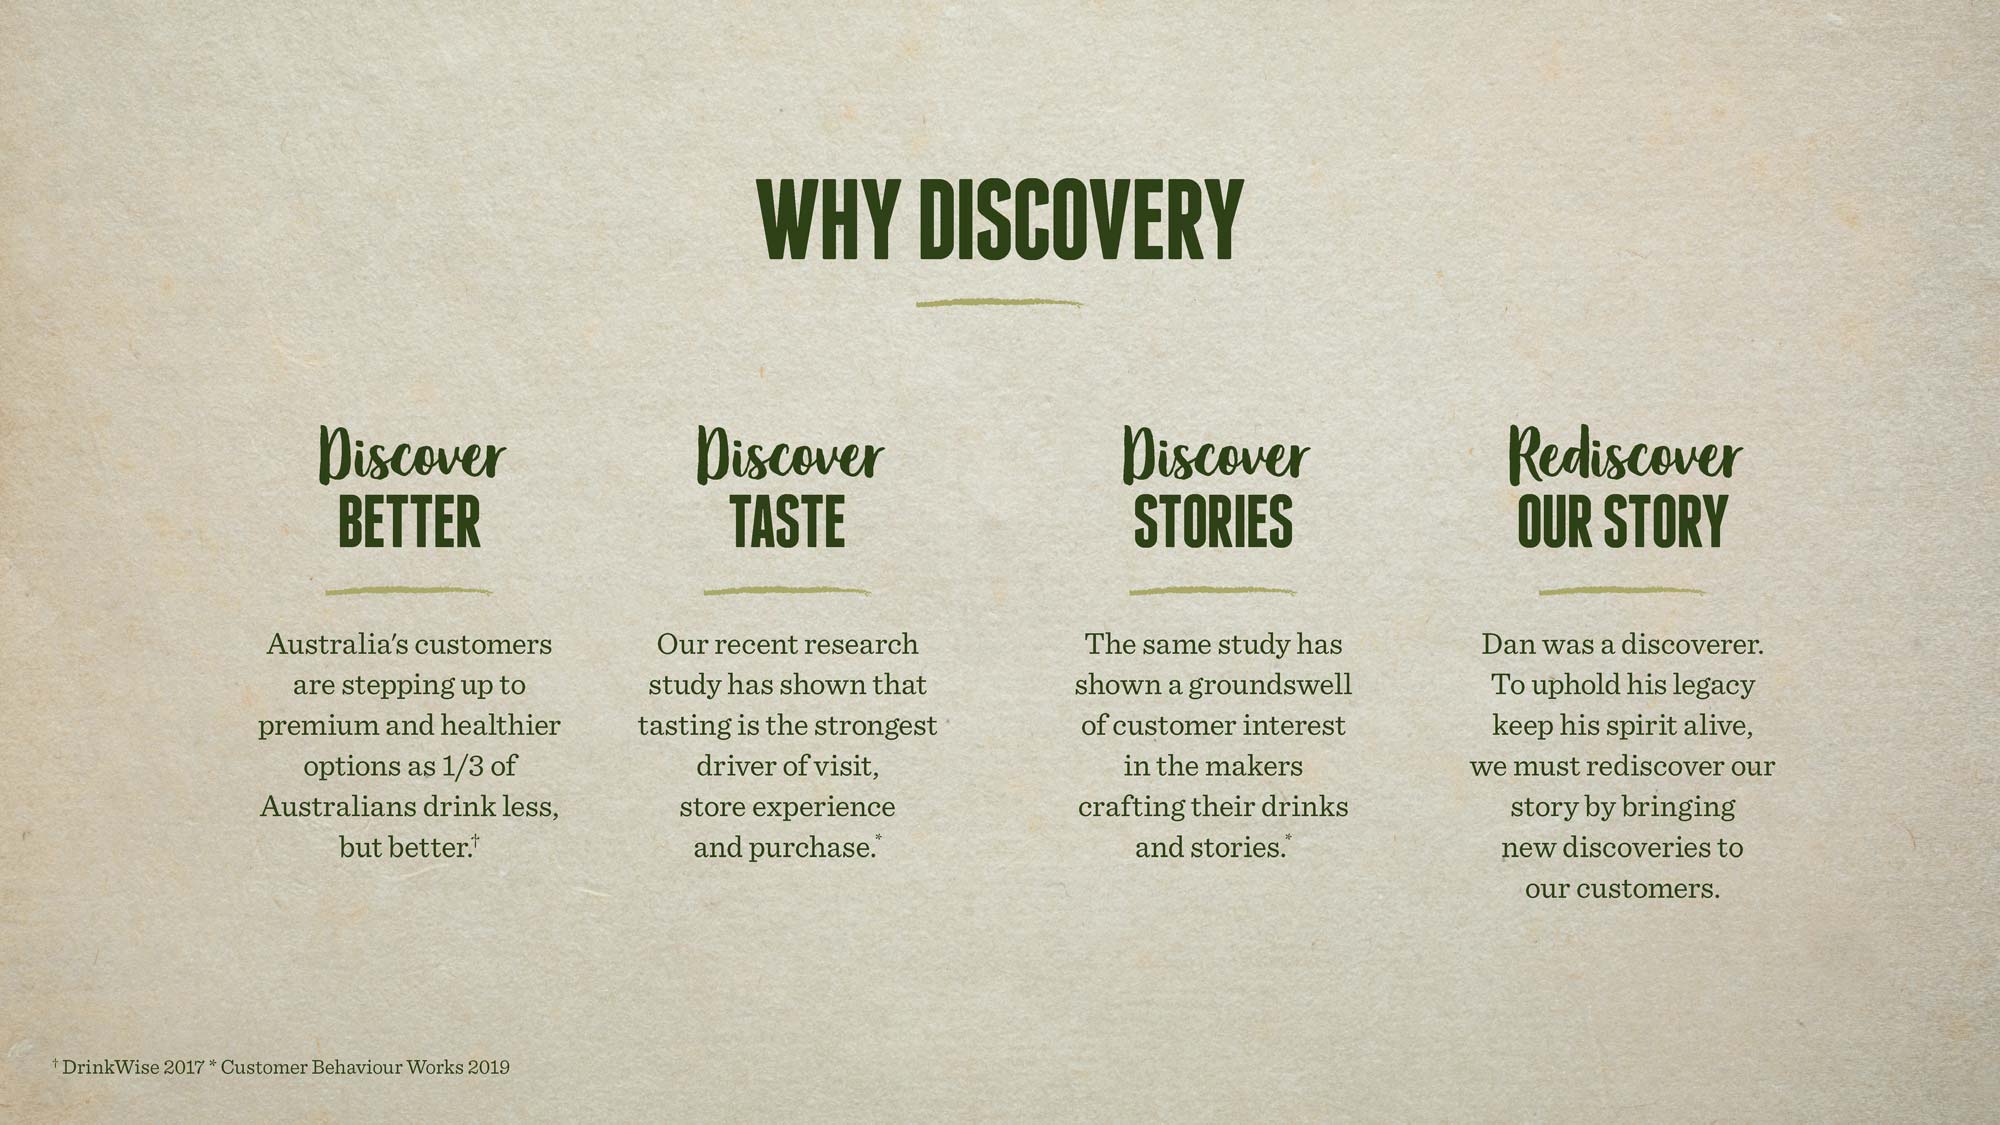 WHY DISCOVERY
Discover
BETTER
Australia's customers
are stepping up to
premium and healthier
options as 1/3 of
Australians drink less,
but better.†
Discover
TASTE
Our recent research
study has shown that
tasting is the strongest
driver of visit,
store experience
and purchase.*
Discover
STORIES
The same study has
shown a groundswell
of customer interest
in the makers
crafting their drinks
and stories.*
Rediscover
OUR STORY
Dan was a discoverer.
To uphold his legacy
keep his spirit alive,
we must rediscover our
story by bringing
new discoveries to
our customers.
† DrinkWise 2017 * Customer Behaviour Works 2019